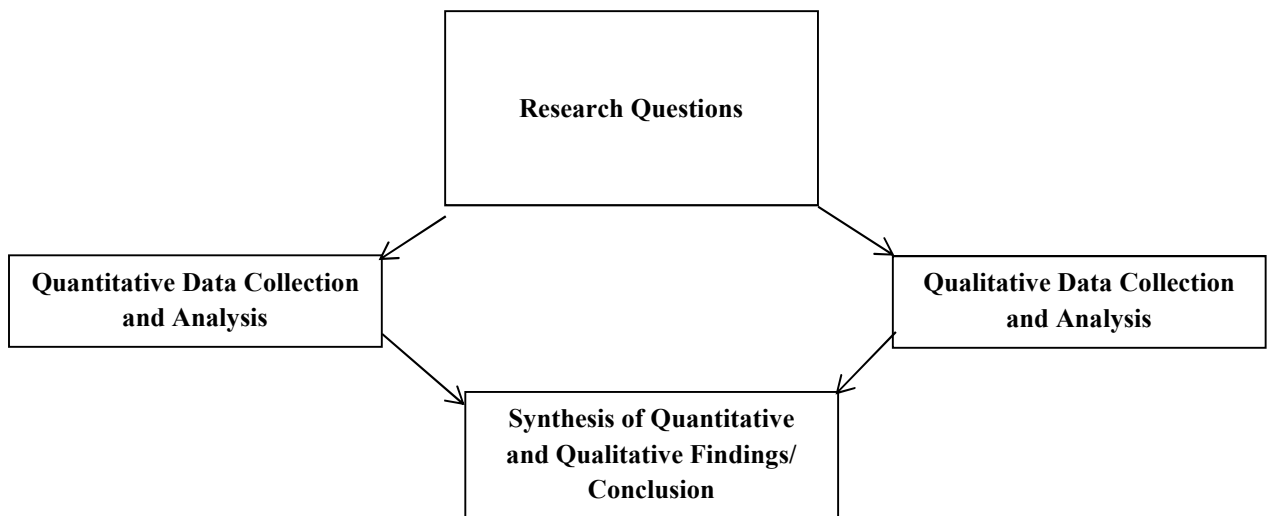 Research Questions
Quantitative Data Collection
and Analysis
Qualitative Data Collection
and Analysis
Synthesis of Quantitative
and Qualitative Findings/
Conclusion